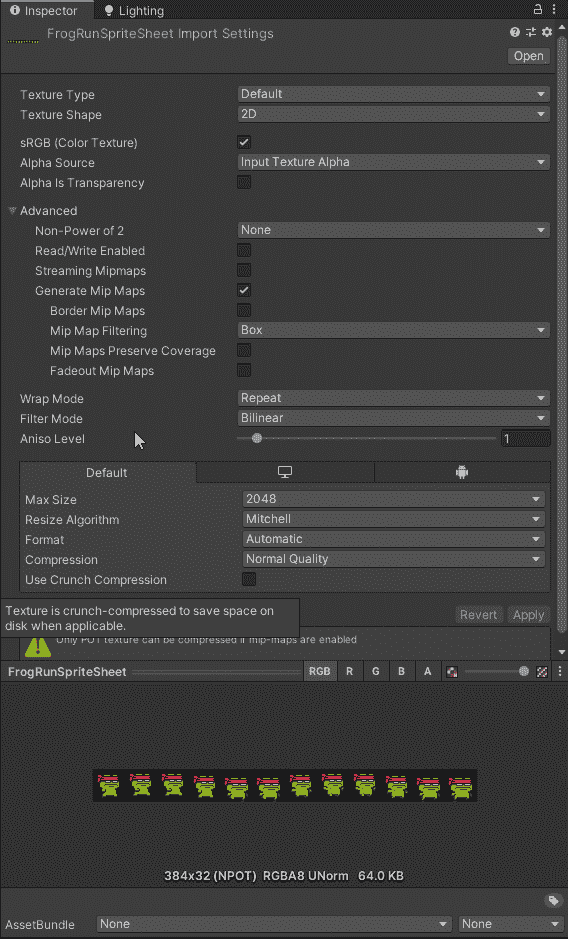 Inspector
Lighting
FrogRunSpriteSheet Import Settings
Open
Texture Type Default
Texture Shape 2D
sRGB (Color Texture)
Alpha Source Input Texture Alpha
Alpha Is Transparency
Advanced
Non-Power of 2 None
Read/Write Enabled
Streaming Mipmaps
Generate Mip Maps
Border Mip Maps
Mip Map Filtering Box
Mip Maps Preserve Coverage
Fadeout Mip Maps
Wrap Mode Repeat
Filter Mode Bilinear
Aniso Level 1
Default
Max Size 2048
Resize Algorithm Mitchell
Format Automatic
Compression Normal Quality
Use Crunch Compression
Texture is crunch-compressed to save space on
disk when applicable.
Revert Apply
Only POT texture can be compressed if mip-maps are enabled
FrogRunSpriteSheet RGB R G B A
384x32 (NPOT) RGBA8 UNorm 64.0 KB
AssetBundle None None